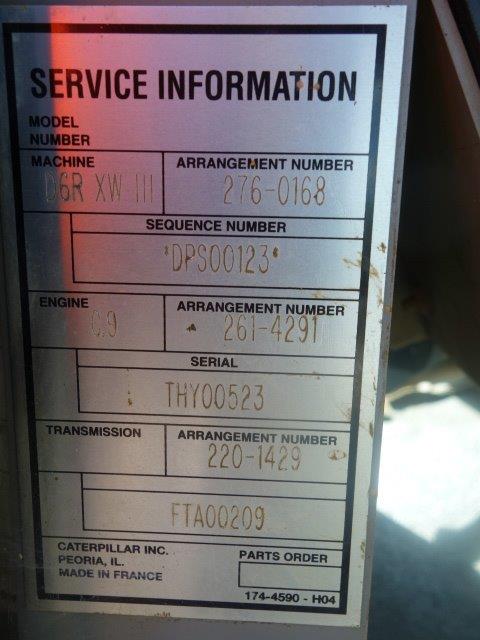 SERVICE INFORMATION
MODEL
NUMBER
MACHINE
ARRANGEMENT NUMBER
D6R XW III
276-0168
SEQUENCE NUMBER
*DPS00123*
ENGINE
ARRANGEMENT NUMBER
C.9
261-4291
SERIAL
THY00523
TRANSMISSION
ARRANGEMENT NUMBER
220-1429
FTA00209
CATERPILLAR INC.
PEORIA, IL.
MADE IN FRANCE
PARTS ORDER
174-4590 - H04